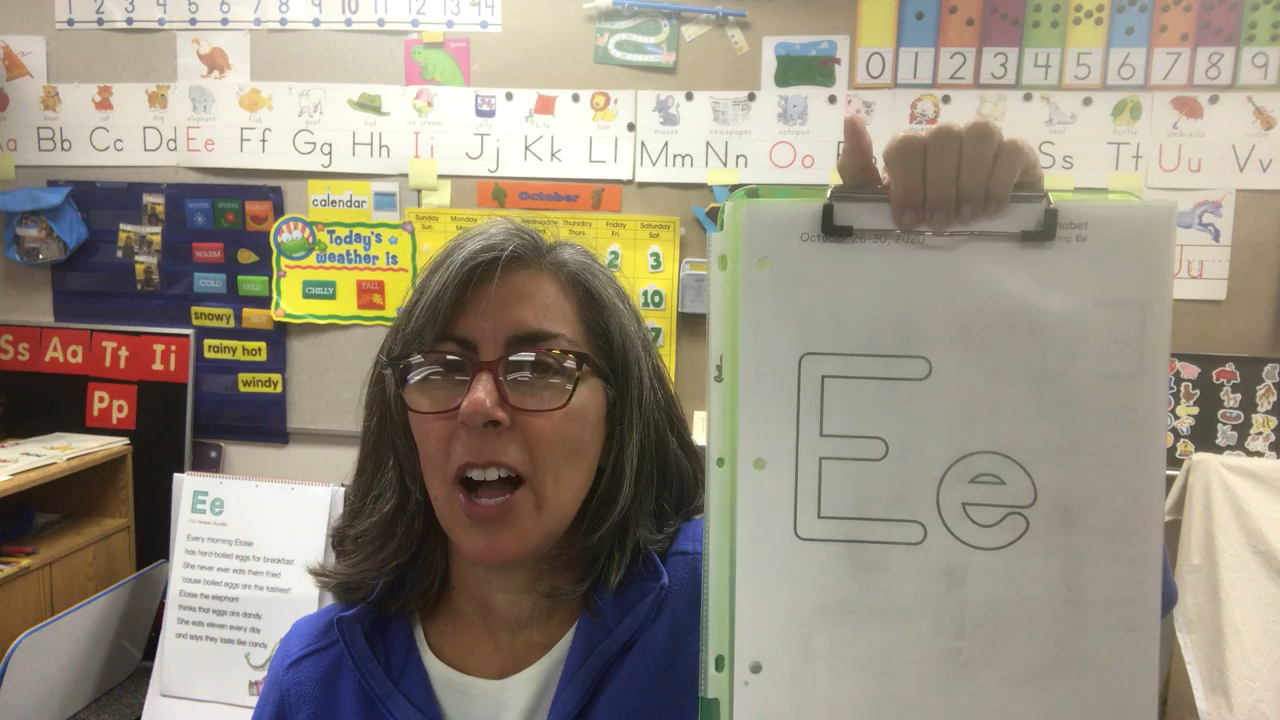 1 2 3 4 5 6 7 8 9 10 11 12 13 14
0 1 2 3 4 5 6 7 8 9
bear cat dog elephant fish goat hat ice cream jelly kite lion mouse newspaper octopus seal turtle umbrella violin
Bb Cc Dd Ee Ff Gg Hh Ii Jj Kk Ll Mm Nn Oo Ss Tt Uu Vv
calendar
October
Sunday Sun. Monday Mon. Wednesday Thursday Thurs. Friday Fri. Saturday Sat.
2 3
10
7
Today's
weather is
CHILLY FALL
WARM
COLD MILD
snowy
rainy hot
windy
Ss Aa Tt Ii
Pp
Uu
October 26-30, 2020
Ee
Ee
Every morning Eloise
has hard-boiled eggs for breakfast.
She never ever eats them fried
'cause boiled eggs are the tastiest!
Eloise the elephant
thinks that eggs are dandy.
She eats eleven every day
and says they taste like candy.